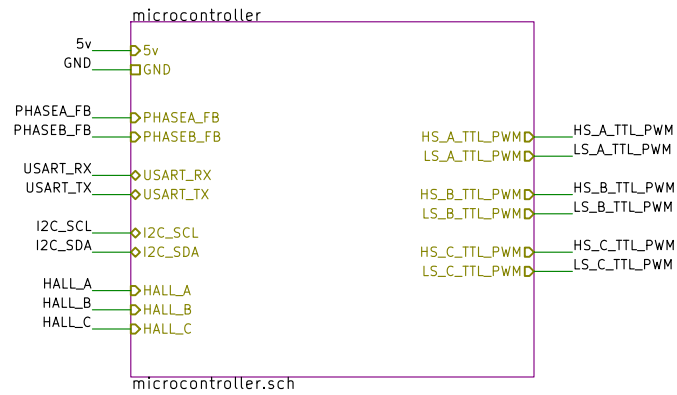 microcontroller
5v 5v
GND GND
PHASEA_FB PHASEA_FB
PHASEB_FB PHASEB_FB
HS_A_TTL_PWM HS_A_TTL_PWM
LS_A_TTL_PWM LS_A_TTL_PWM
USART_RX USART_RX
USART_TX USART_TX
HS_B_TTL_PWM HS_B_TTL_PWM
LS_B_TTL_PWM LS_B_TTL_PWM
I2C_SCL I2C_SCL
I2C_SDA I2C_SDA
HS_C_TTL_PWM HS_C_TTL_PWM
LS_C_TTL_PWM LS_C_TTL_PWM
HALL_A HALL_A
HALL_B HALL_B
HALL_C HALL_C
microcontroller.sch